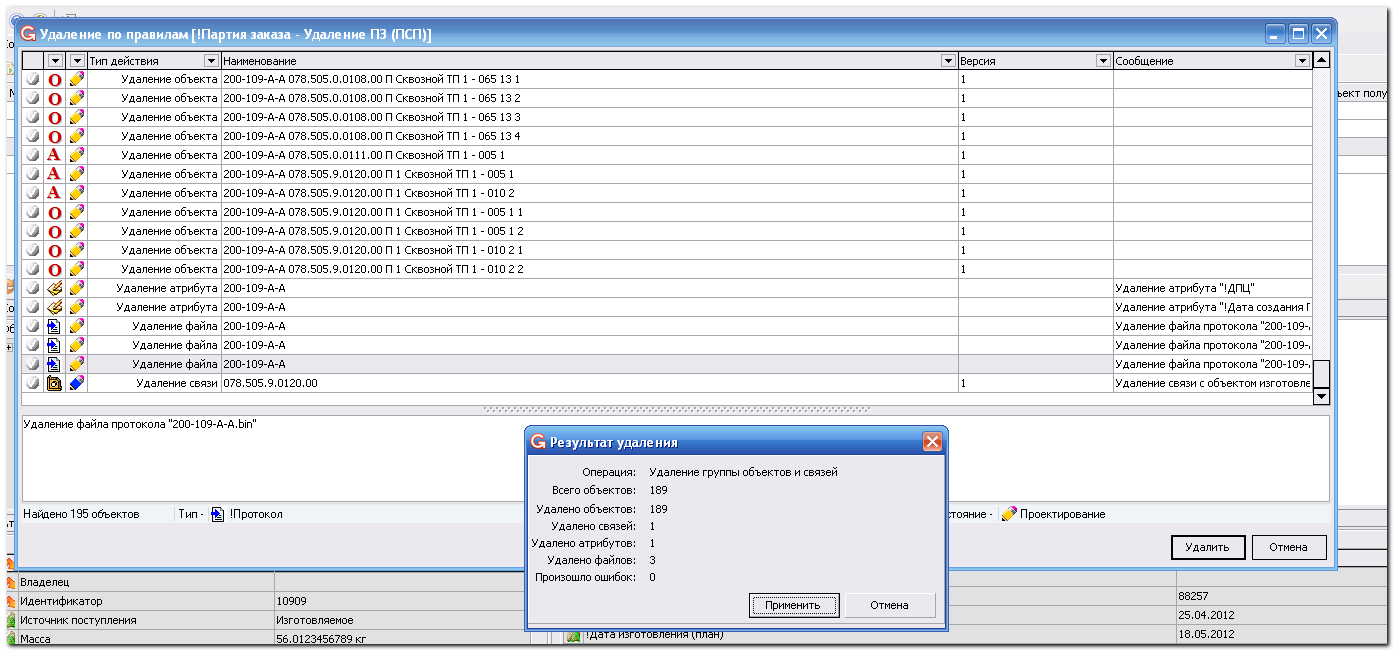 Удаление по правилам [!Партия заказа - Удаление ПЗ (ПСП)]
Тип действия Наименование Версия Сообщение
О Удаление объекта 200-109-А-А 078.505.0.0108.00 П Сквозной ТП 1 - 065 13 1 1
О Удаление объекта 200-109-А-А 078.505.0.0108.00 П Сквозной ТП 1 - 065 13 2 1
О Удаление объекта 200-109-А-А 078.505.0.0108.00 П Сквозной ТП 1 - 065 13 3 1
О Удаление объекта 200-109-А-А 078.505.0.0108.00 П Сквозной ТП 1 - 065 13 4 1
А Удаление объекта 200-109-А-А 078.505.0.0111.00 П Сквозной ТП 1 - 005 1 1
А Удаление объекта 200-109-А-А 078.505.9.0120.00 П 1 Сквозной ТП 1 - 005 1 1
А Удаление объекта 200-109-А-А 078.505.9.0120.00 П 1 Сквозной ТП 1 - 010 2 1
О Удаление объекта 200-109-А-А 078.505.9.0120.00 П 1 Сквозной ТП 1 - 005 1 1 1
О Удаление объекта 200-109-А-А 078.505.9.0120.00 П 1 Сквозной ТП 1 - 005 1 2 1
О Удаление объекта 200-109-А-А 078.505.9.0120.00 П 1 Сквозной ТП 1 - 010 2 1 1
О Удаление объекта 200-109-А-А 078.505.9.0120.00 П 1 Сквозной ТП 1 - 010 2 2 1
Удаление атрибута 200-109-А-А Удаление атрибута "!ДПЦ"
Удаление атрибута 200-109-А-А Удаление атрибута "!Дата создания
Удаление файла 200-109-А-А Удаление файла протокола "200-109-
Удаление файла 200-109-А-А Удаление файла протокола "200-109-
Удаление файла 200-109-А-А Удаление файла протокола "200-109-
Удаление связи 078.505.9.0120.00 1 Удаление связи с объектом изготовле
Удаление файла протокола "200-109-А-А.bin"
Найдено 195 объектов Тип - !Протокол стояние - Проектирование
Удалить Отмена
Результат удаления
Операция: Удаление группы объектов и связей
Всего объектов: 189
Удалено объектов: 189
Удалено связей: 1
Удалено атрибутов: 1
Удалено файлов: 3
Произошло ошибок: 0
Применить Отмена
ъект полу
Владелец
Идентификатор 10909 88257
Источник поступления Изготовляемое 25.04.2012
Масса 56.0123456789 кг !Дата изготовления (план) 18.05.2012